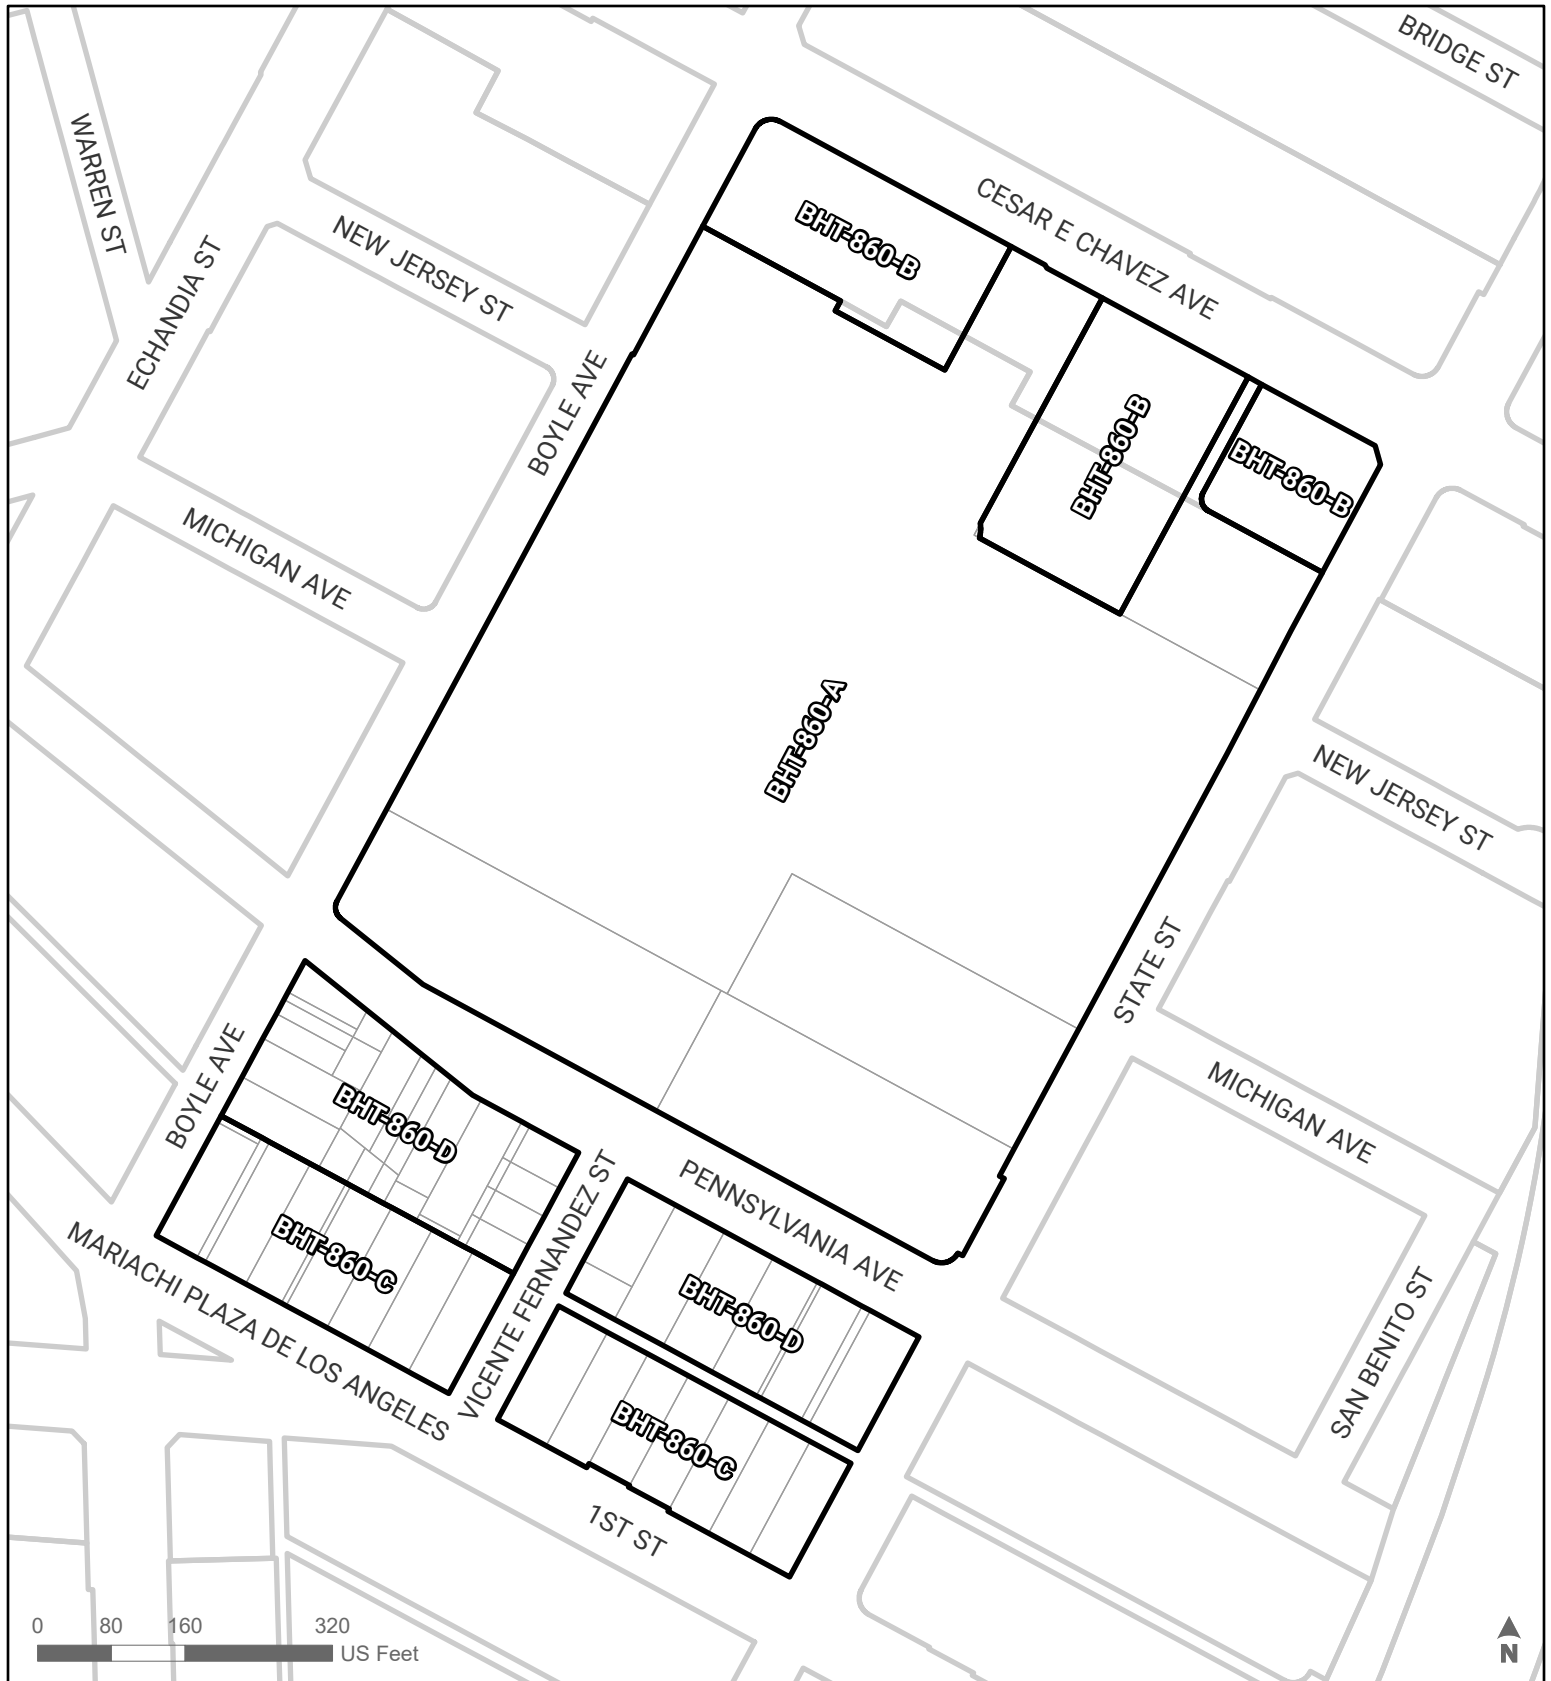 BRIDGE ST
WARREN ST
CESAR E CHAVEZ AVE
BHT-860-B
NEW JERSEY ST
ECHANDIA ST
BOYLE AVE
BHT-860-B
BHT-860-B
MICHIGAN AVE
BHT-860-A
NEW JERSEY ST
STATE ST
BOYLE AVE
BHT-860-D
MICHIGAN AVE
PENNSYLVANIA AVE
BHT-860-C
VICENTE FERNANDEZ ST
BHT-860-D
MARIACHI PLAZA DE LOS ANGELES
SAN BENITO ST
BHT-860-C
1ST ST
0 80 160 320
US Feet
N